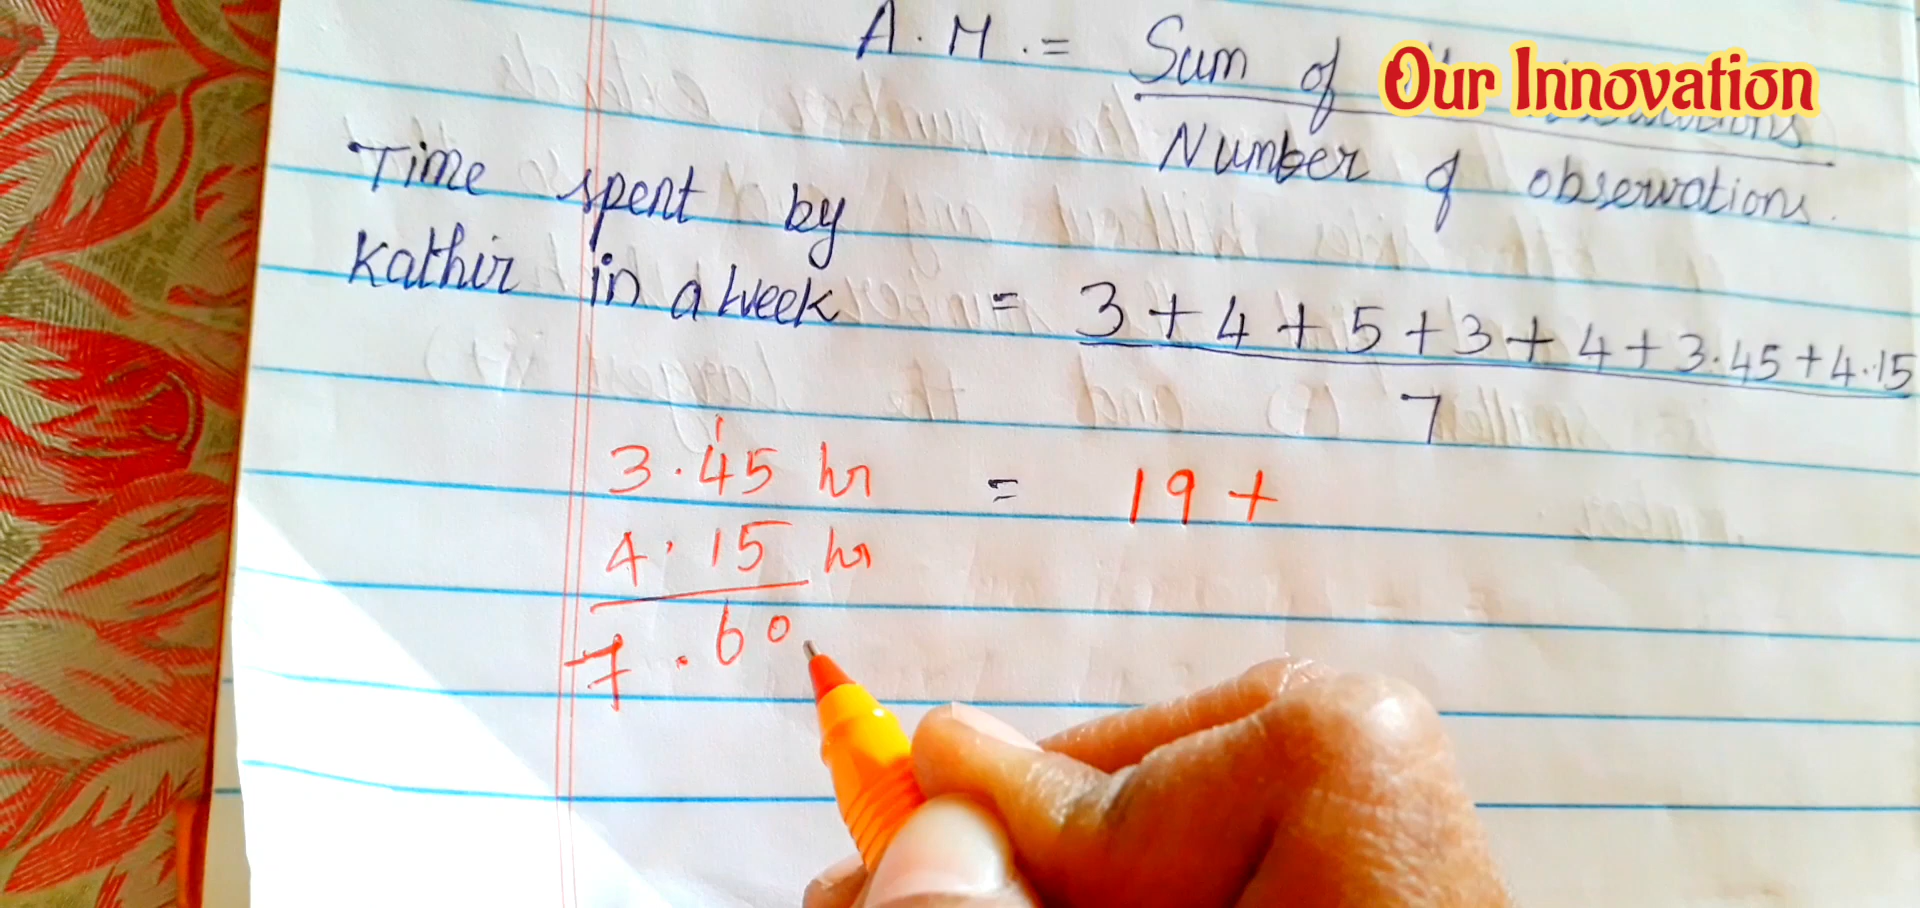 A.M. = Sum of observations
Our Innovation
Number of observations.
Time spent by
Kathir in a week = 3 + 4 + 5 + 3 + 4 + 3.45 + 4.15
7
1
3.45 hr = 19 +
4.15 hr
7.60